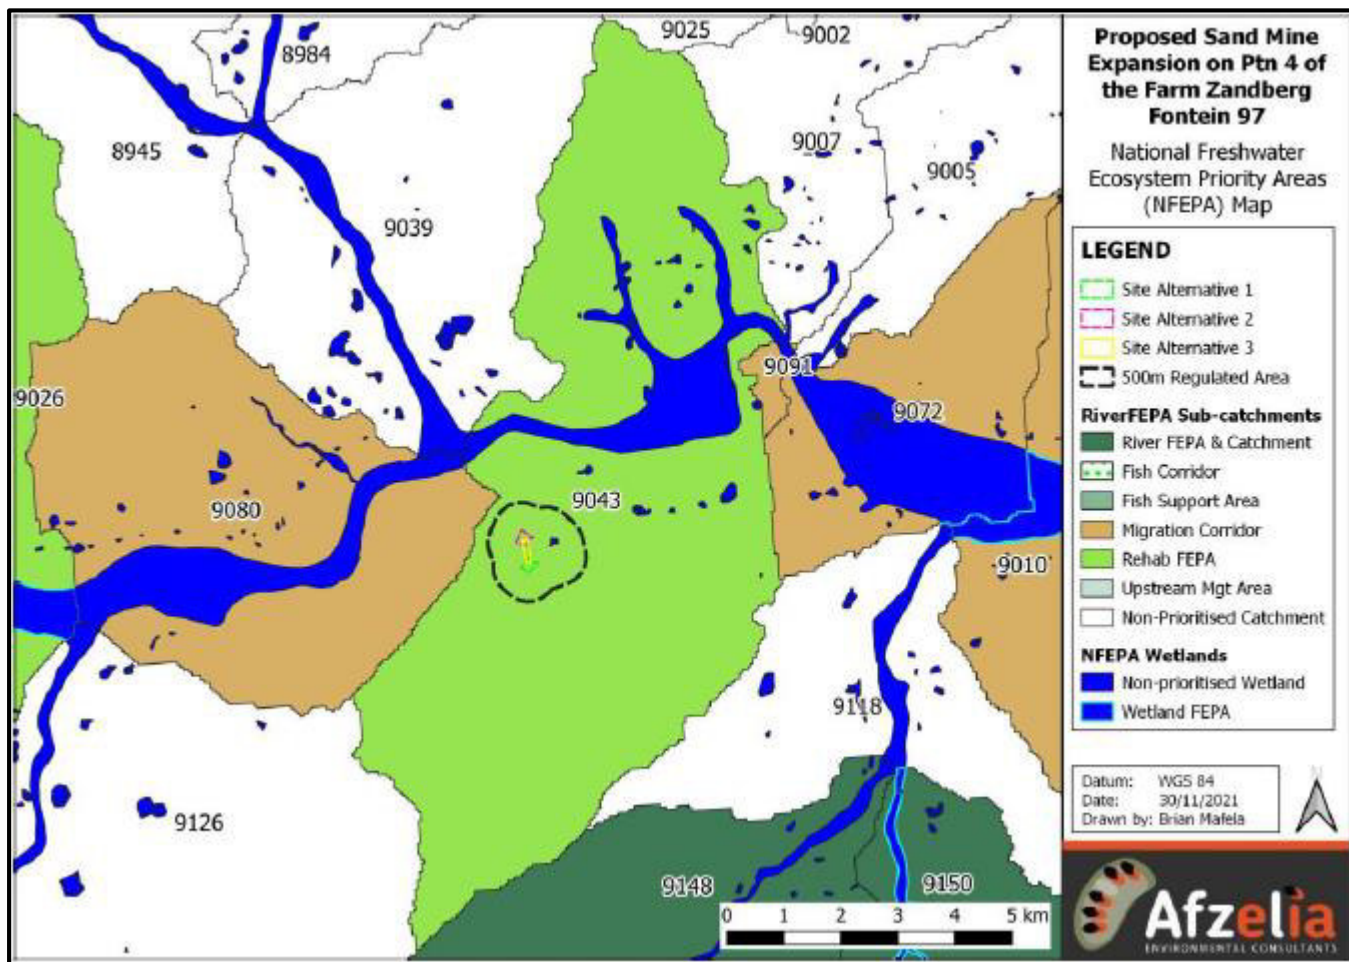 9025
9002
8984
8945
9007
9005
9039
9091
9026
9072
9043
9080
9010
9118
9126
9148
9150
0 1 2 3 4 5 km
Proposed Sand Mine
Expansion on Ptn 4 of
the Farm Zandberg
Fontein 97
National Freshwater
Ecosystem Priority Areas
(NFEPA) Map
LEGEND
Site Alternative 1
Site Alternative 2
Site Alternative 3
500m Regulated Area
RiverFEPA Sub-catchments
River FEPA & Catchment
Fish Corridor
Fish Support Area
Migration Corridor
Rehab FEPA
Upstream Mgt Area
Non-Prioritised Catchment
NFEPA Wetlands
Non-prioritised Wetland
Wetland FEPA
Datum: WGS 84
Date: 30/11/2021
Drawn by: Brian Mafela
Afzelia
ENVIRONMENTAL CONSULTANTS